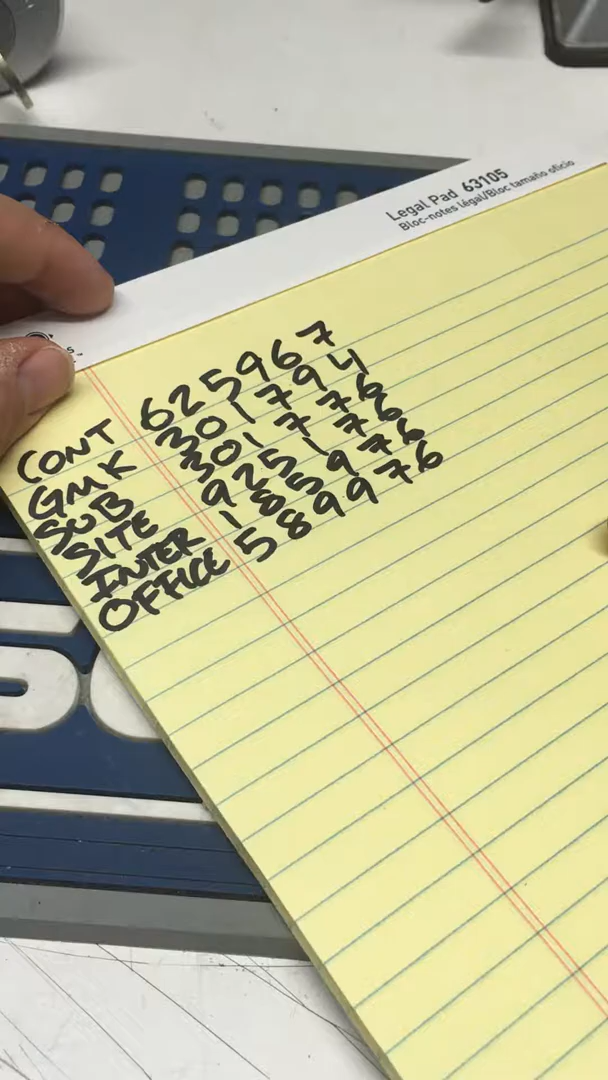 Legal Pad 63105
Bloc-notes légal/Bloc tamaño oficio
CONT 625967
GMK 301794
SUB 301776
SITE 925176
INTER 185976
OFFICE 589976